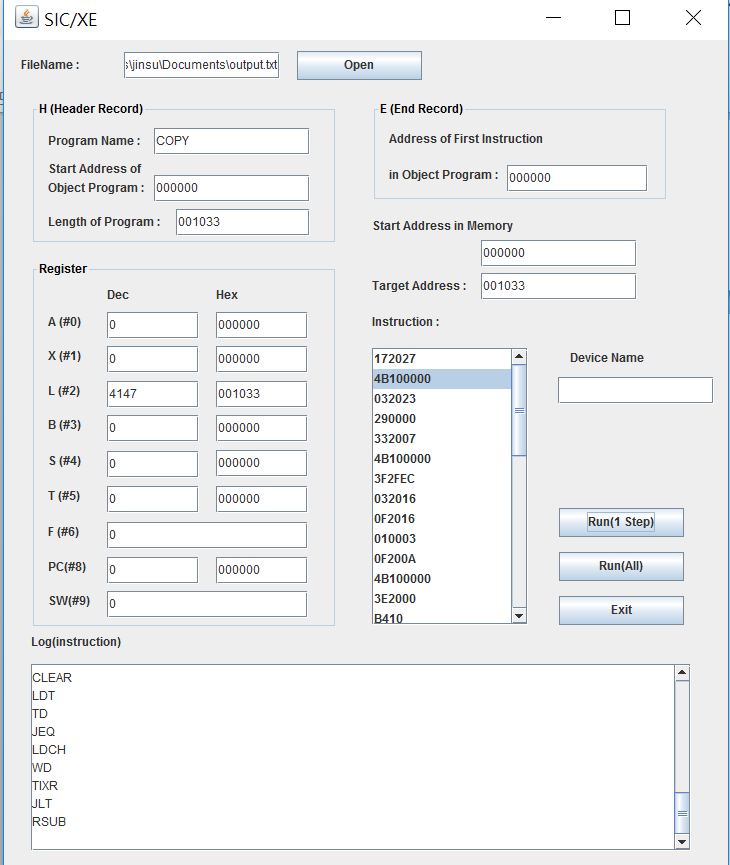 SIC/XE
FileName : s\jinsu\Documents\output.txt Open
H (Header Record)
Program Name : COPY
Start Address of
Object Program : 000000
Length of Program : 001033
E (End Record)
Address of First Instruction
in Object Program : 000000
Start Address in Memory
000000
Target Address : 001033
Register
Dec Hex
A (#0) 0 000000
X (#1) 0 000000
L (#2) 4147 001033
B (#3) 0 000000
S (#4) 0 000000
T (#5) 0 000000
F (#6) 0
PC(#8) 0 000000
SW(#9) 0
Instruction :
172027
4B100000
032023
290000
332007
4B100000
3F2FEC
032016
0F2016
010003
0F200A
4B100000
3E2000
B410
Device Name
Run(1 Step)
Run(All)
Exit
Log(instruction)
CLEAR
LDT
TD
JEQ
LDCH
WD
TIXR
JLT
RSUB